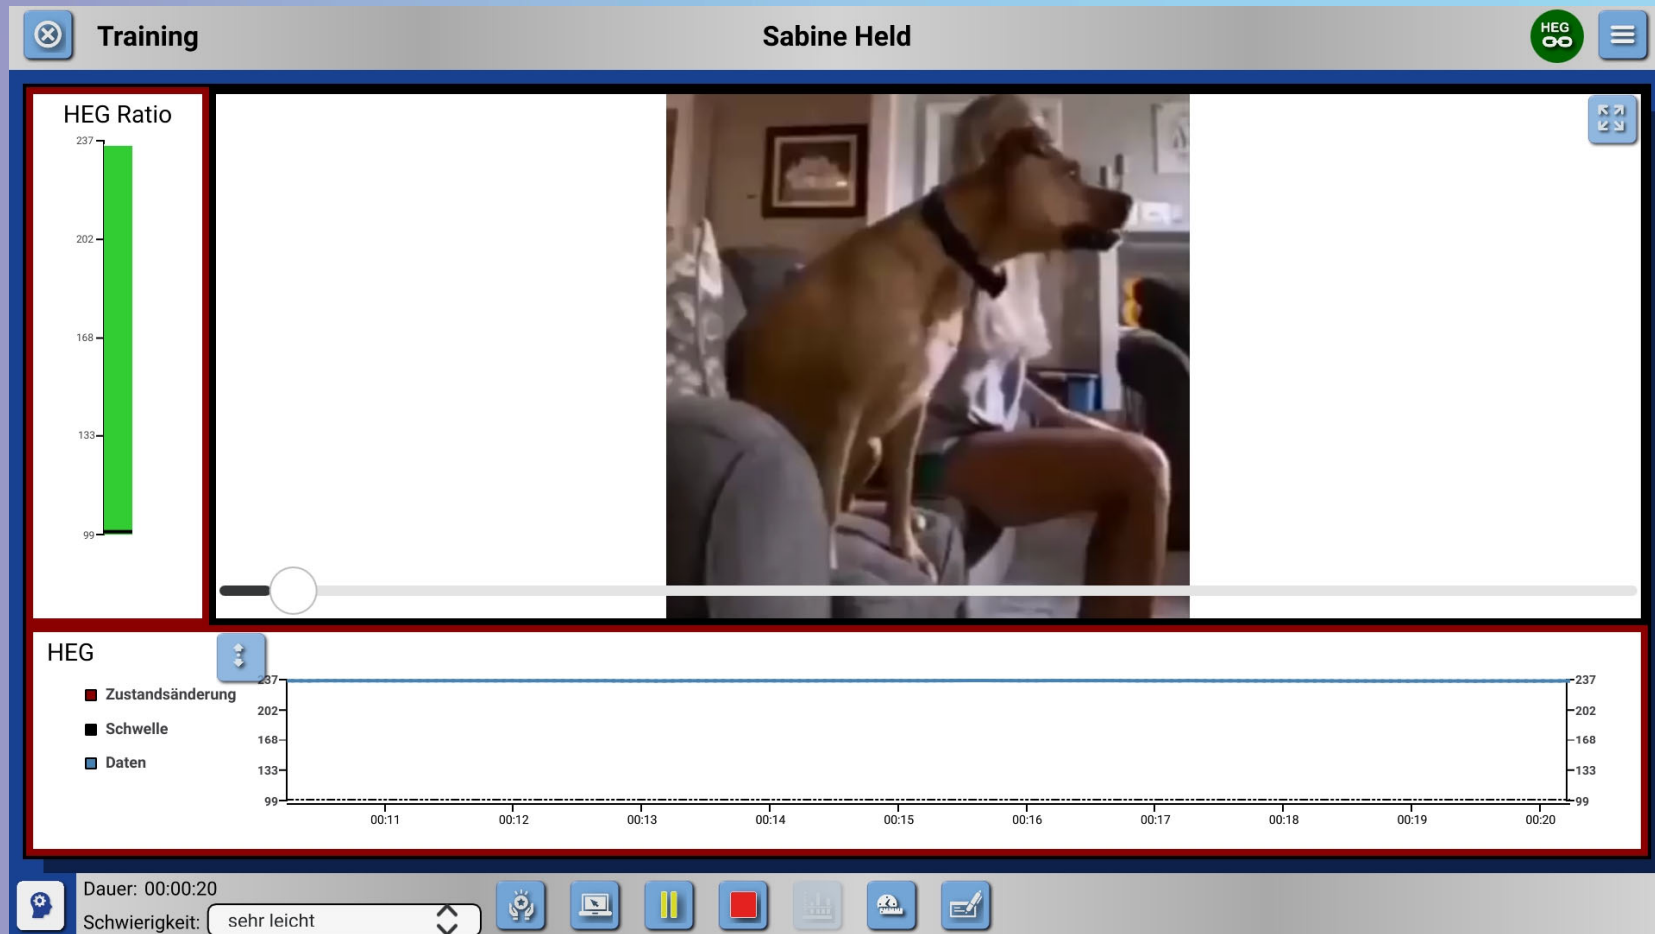 Training
Sabine Held
HEG
HEG Ratio
237
202
168
133
99
HEG
Zustandsänderung
Schwelle
Daten
237
202
168
133
99
237
202
168
133
99
00:11 00:12 00:13 00:14 00:15 00:16 00:17 00:18 00:19 00:20
Dauer: 00:00:20
Schwierigkeit: sehr leicht